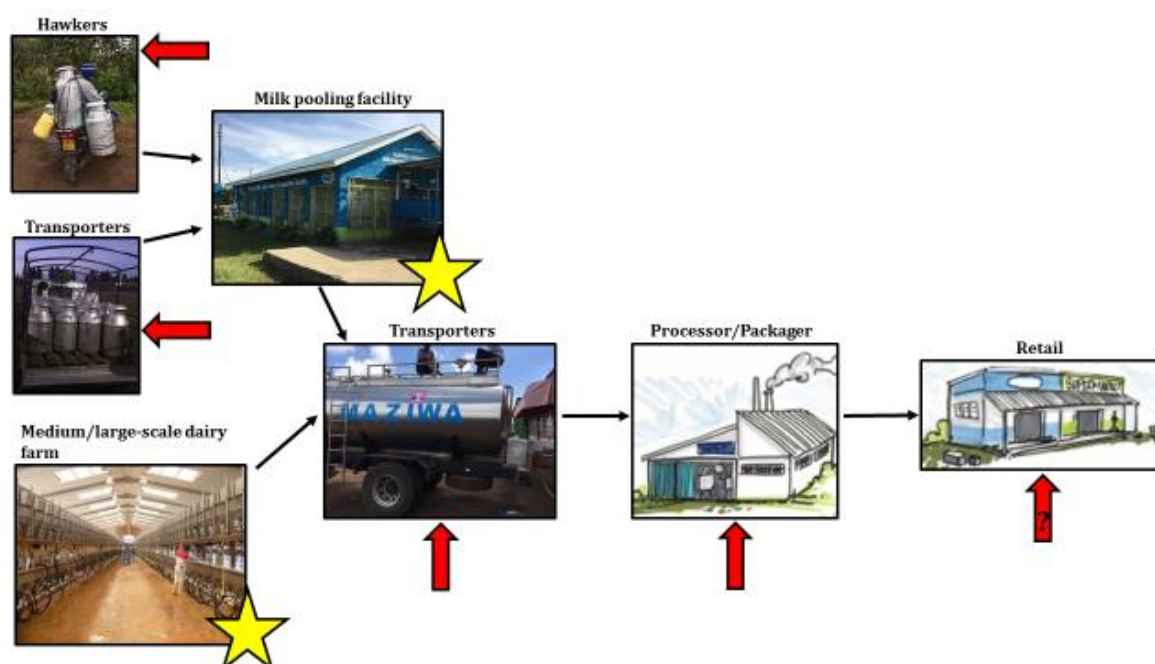 Hawkers
Milk pooling facility
Transporters
Transporters
Processor/Packager
Retail
MAZIWA
Medium/large-scale dairy
farm
?